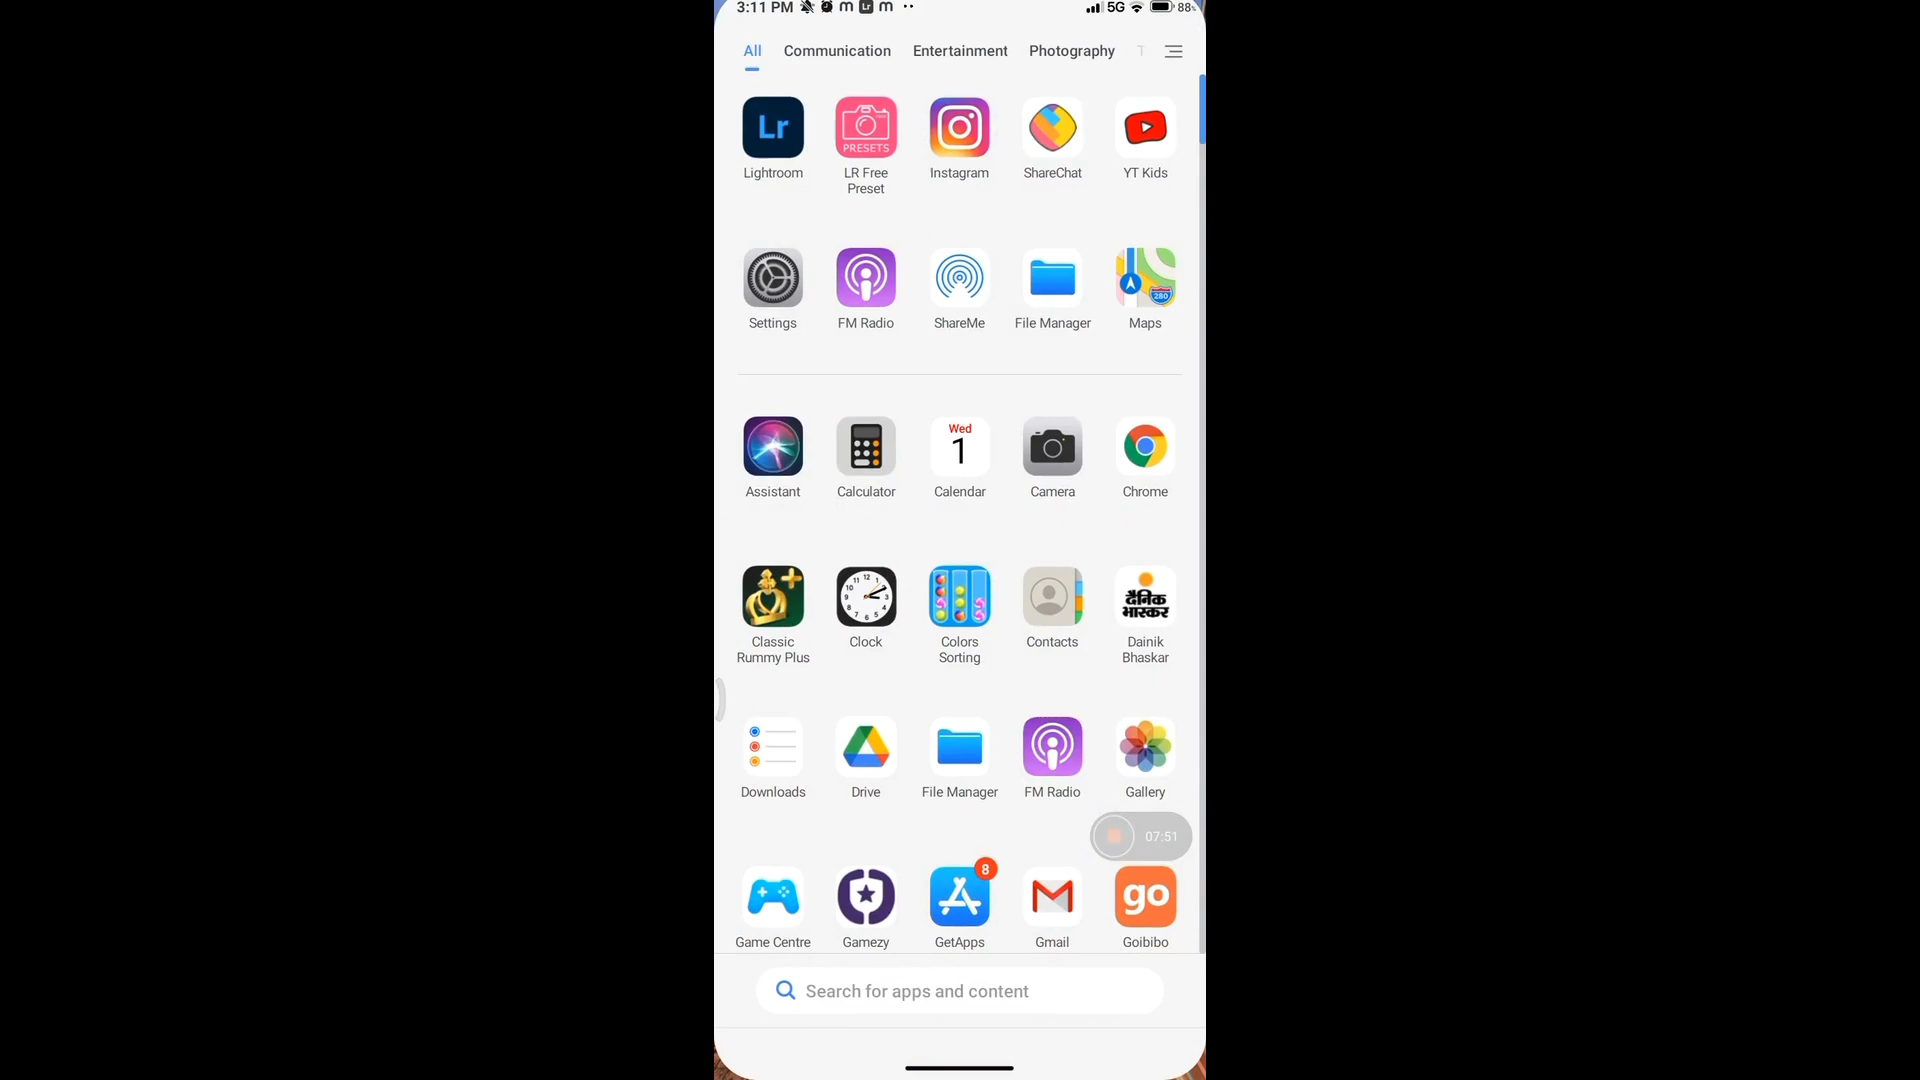 3:11 PM m Lr m 5G 88%
All Communication Entertainment Photography T
Lr PRESETS
Lightroom LR Free Instagram ShareChat YT Kids
Preset
280
Settings FM Radio ShareMe File Manager Maps
Wed
1
Assistant Calculator Calendar Camera Chrome
दैनिक
भास्कर
Classic Clock Colors Contacts Dainik
Rummy Plus Sorting Bhaskar
Downloads Drive File Manager FM Radio Gallery
07:51
8
go
Game Centre Gamezy GetApps Gmail Goibibo
Search for apps and content